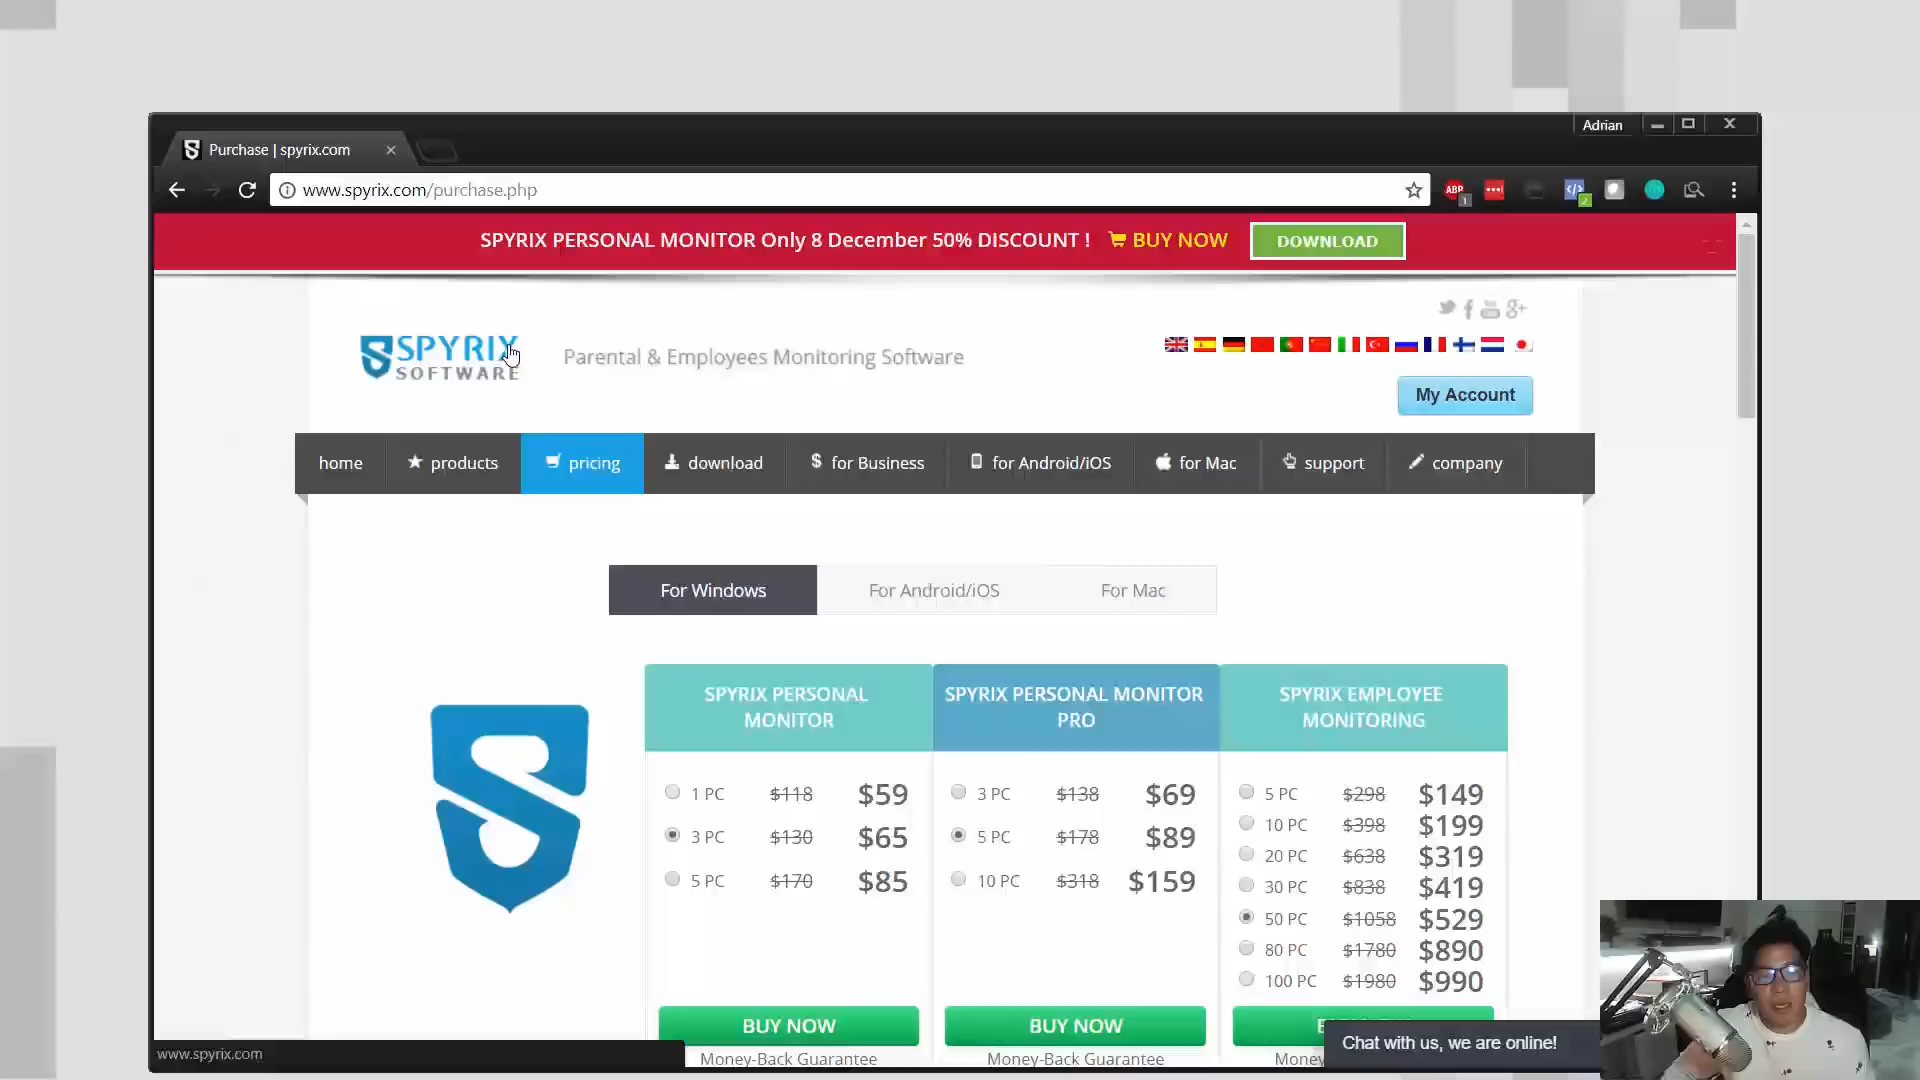 Adrian
Purchase | spyrix.com
www.spyrix.com/purchase.php
ABP
1
2
SPYRIX PERSONAL MONITOR Only 8 December 50% DISCOUNT ! BUY NOW DOWNLOAD
SPYRIX
SOFTWARE
Parental & Employees Monitoring Software
My Account
home products pricing download $ for Business for Android/iOS for Mac support company
For Windows For Android/iOS For Mac
SPYRIX PERSONAL
MONITOR
1 PC $118 $59
3 PC $130 $65
5 PC $170 $85
BUY NOW
Money-Back Guarantee
SPYRIX PERSONAL MONITOR
PRO
3 PC $138 $69
5 PC $178 $89
10 PC $318 $159
BUY NOW
Money-Back Guarantee
SPYRIX EMPLOYEE
MONITORING
5 PC $298 $149
10 PC $398 $199
20 PC $638 $319
30 PC $838 $419
50 PC $1058 $529
80 PC $1780 $890
100 PC $1980 $990
Chat with us, we are online!
www.spyrix.com